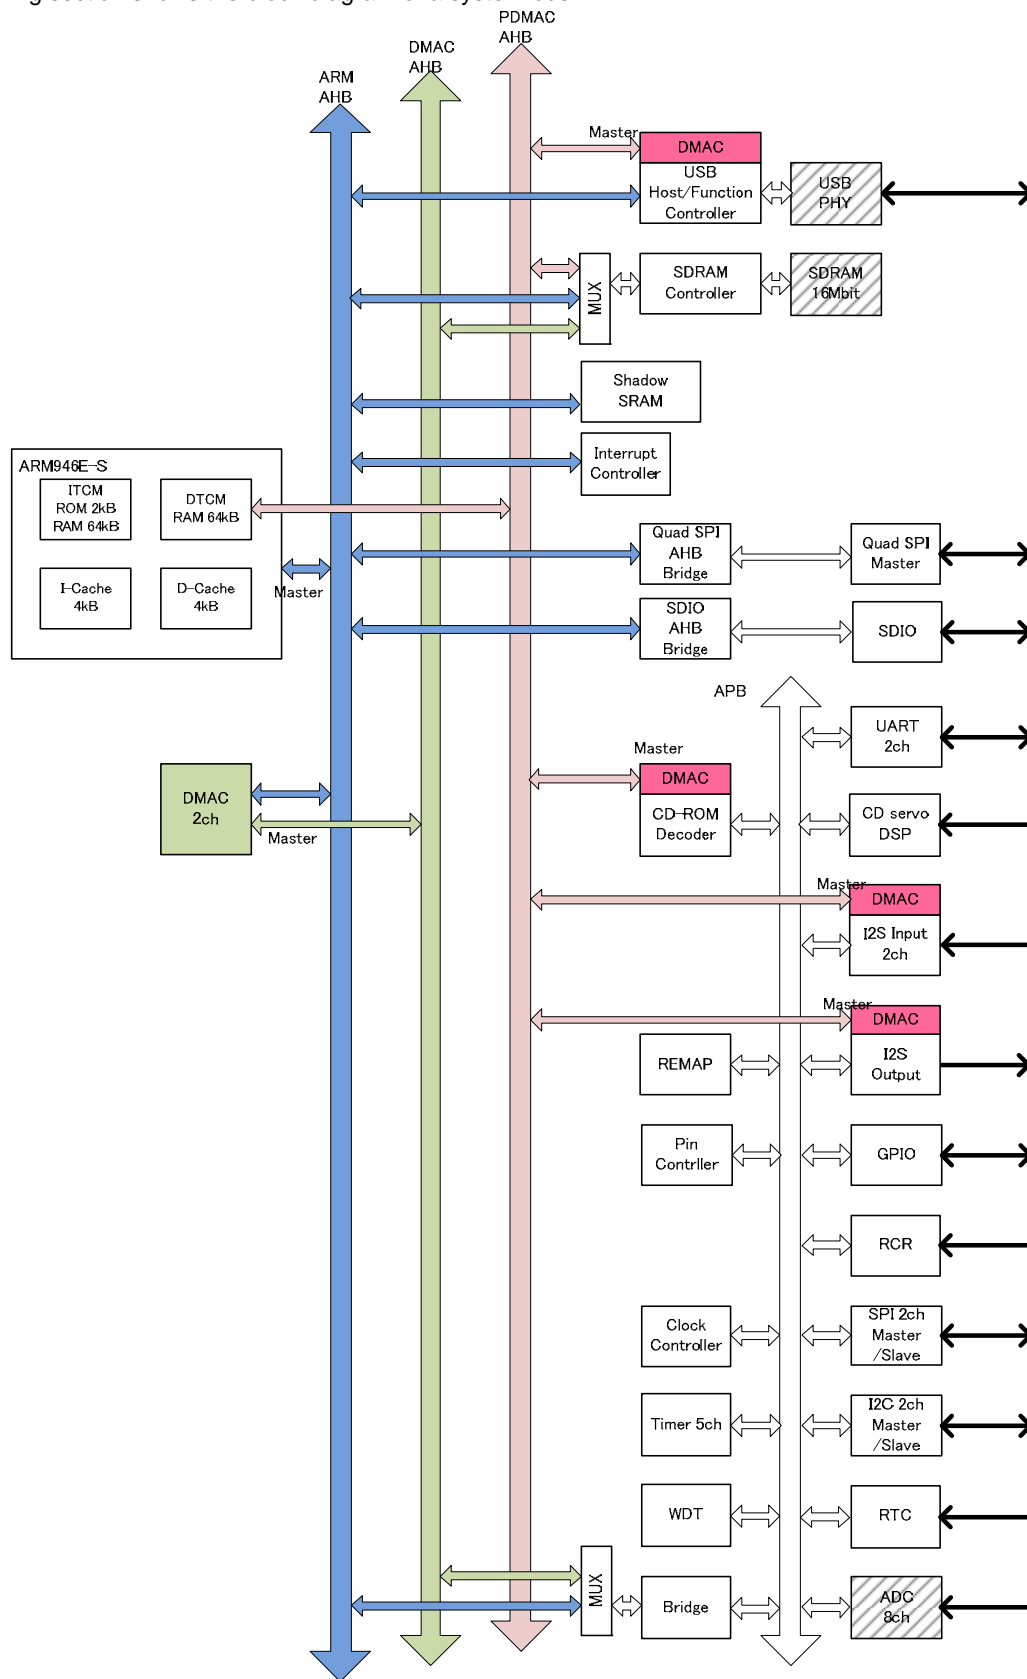 PDMAC
AHB
DMAC
AHB
ARM
AHB
Master
DMAC
USB
Host/Function
Controller
USB
PHY
MUX
SDRAM
Controller
SDRAM
16Mbit
Shadow
SRAM
Interrupt
Controller
ARM946E-S
ITCM
ROM 2kB
RAM 64kB
DTCM
RAM 64kB
I-Cache
4kB
D-Cache
4kB
Master
Quad SPI
AHB
Bridge
Quad SPI
Master
SDIO
AHB
Bridge
SDIO
APB
UART
2ch
Master
DMAC
CD-ROM
Decoder
CD servo
DSP
DMAC
2ch
Master
Master
DMAC
I2S Input
2ch
Master
DMAC
I2S
Output
REMAP
Pin
Contrller
GPIO
RCR
Clock
Controller
SPI 2ch
Master
/Slave
Timer 5ch
I2C 2ch
Master
/Slave
WDT
RTC
MUX
Bridge
ADC
8ch